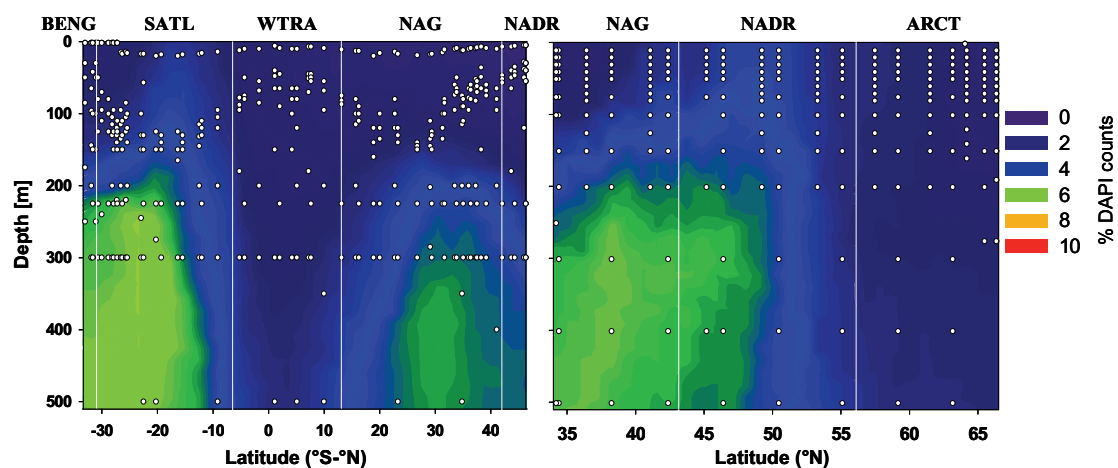 BENG SATL WTRA NAG NADR NAG NADR ARCT
0
100
200
300
400
500
Depth [m]
-30 -20 -10 0 10 20 30 40
Latitude (°S-°N)
35 40 45 50 55 60 65
Latitude (°N)
0
2
4
6
8
10
% DAPI counts